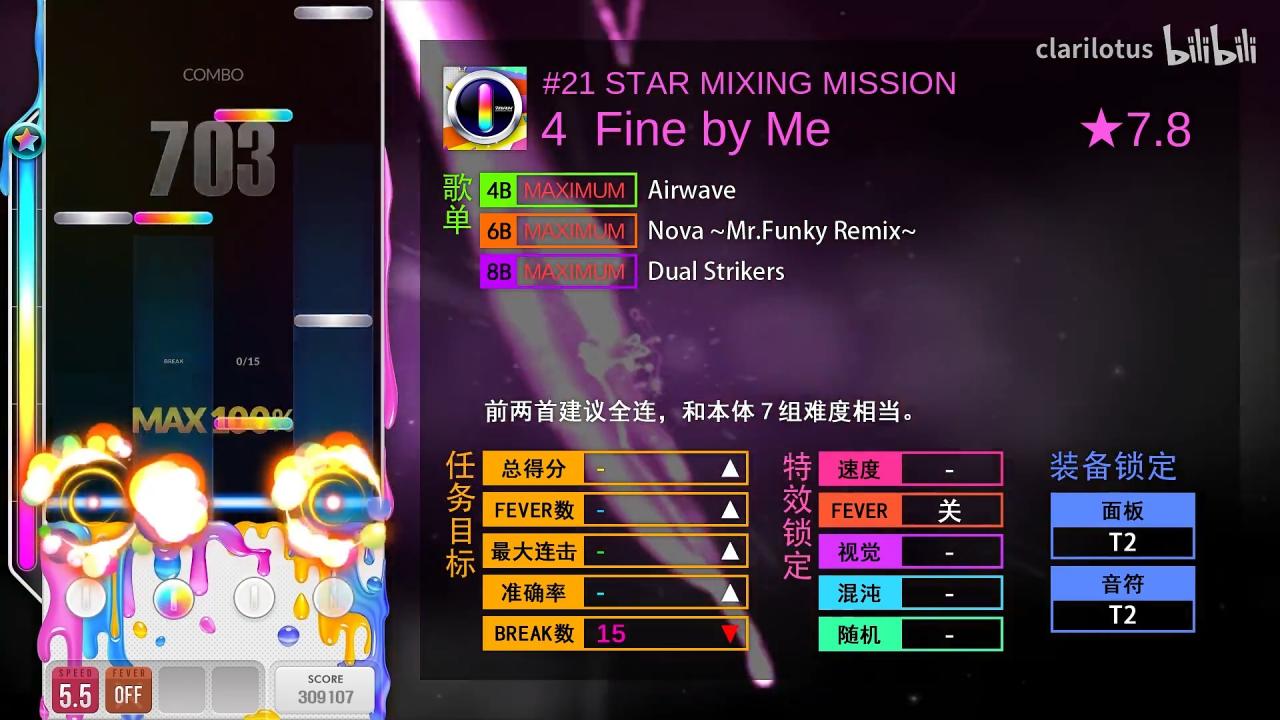 COMBO
703
BREAK
0/15
MAX 100%
SPEED
5.5
FEVER
OFF
SCORE
309107
clarilotus bilibili
#21 STAR MIXING MISSION
4 Fine by Me
★7.8
歌单
4B MAXIMUM Airwave
6B MAXIMUM Nova ~Mr.Funky Remix~
8B MAXIMUM Dual Strikers
前两首建议全连，和本体７组难度相当。
任务目标
总得分 - ▲
FEVER数 - ▲
最大连击 - ▲
准确率 - ▲
BREAK数 15 ▼
特效锁定
速度 -
FEVER 关
视觉 -
混沌 -
随机 -
装备锁定
面板
T2
音符
T2